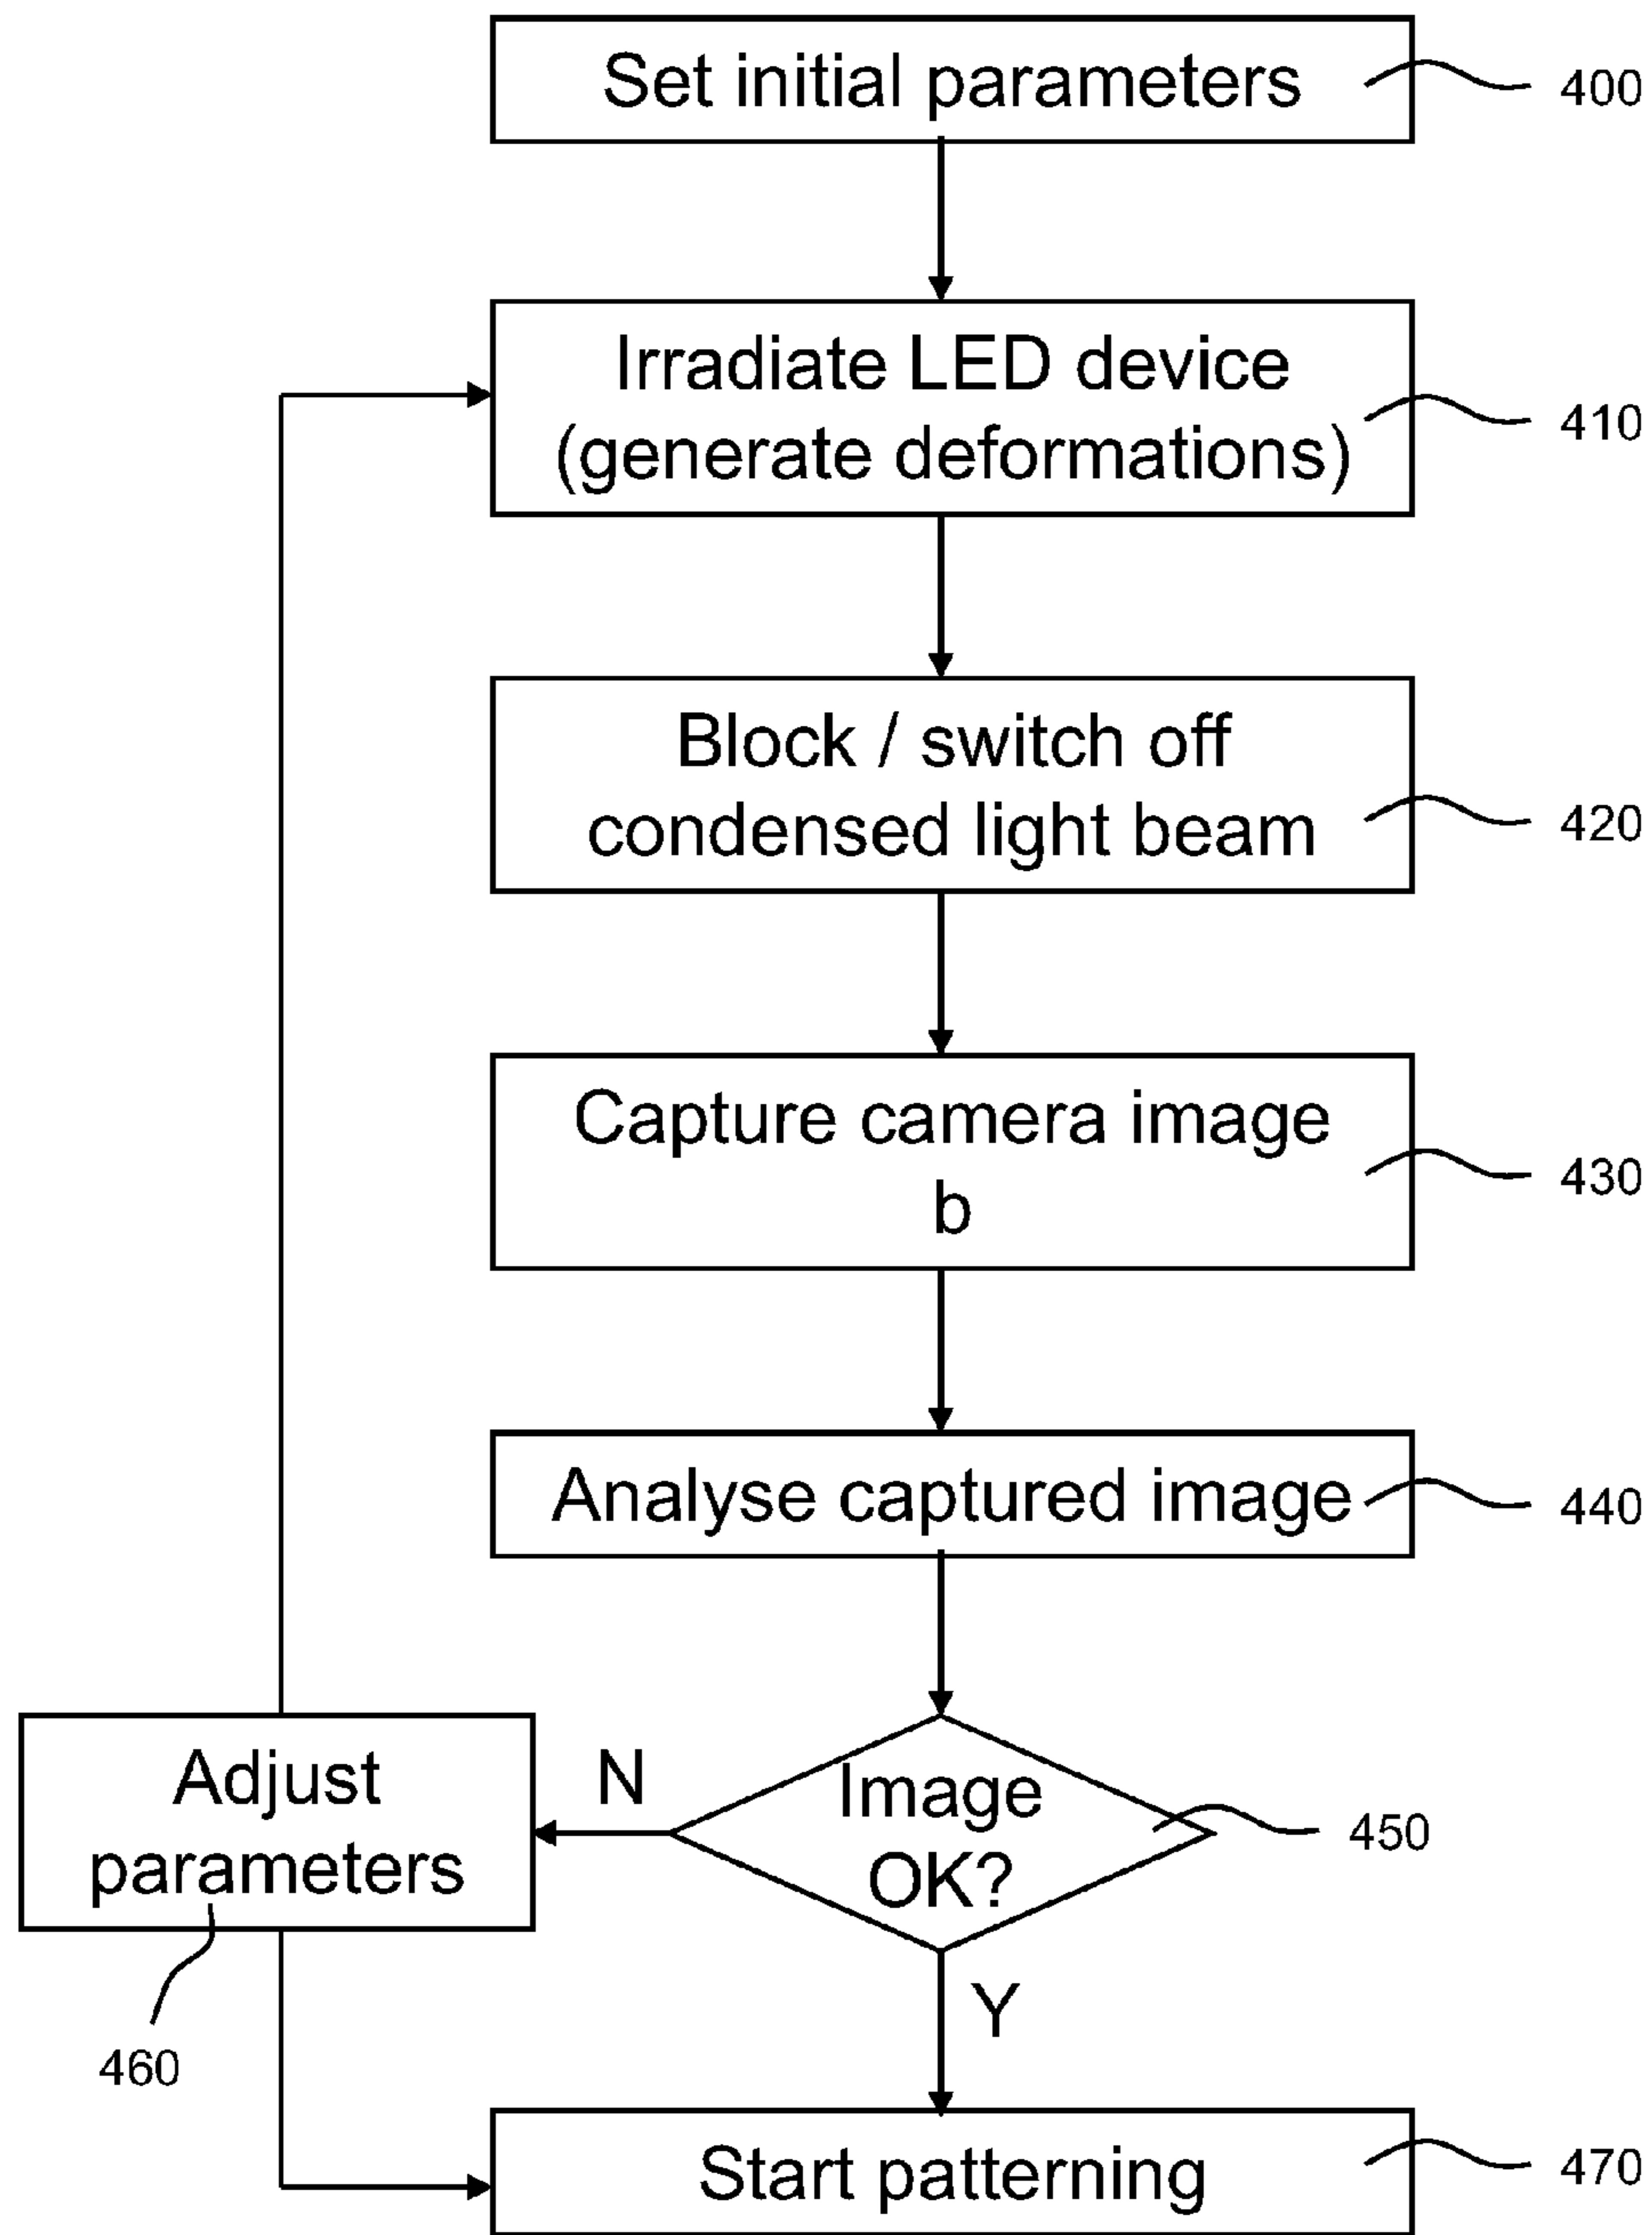 Set initial parameters
400
Irradiate LED device
(generate deformations)
410
Block / switch off
condensed light beam
420
Capture camera image
b
430
Analyse captured image
440
Adjust
parameters
N
Image
OK?
450
460
Y
Start patterning
470